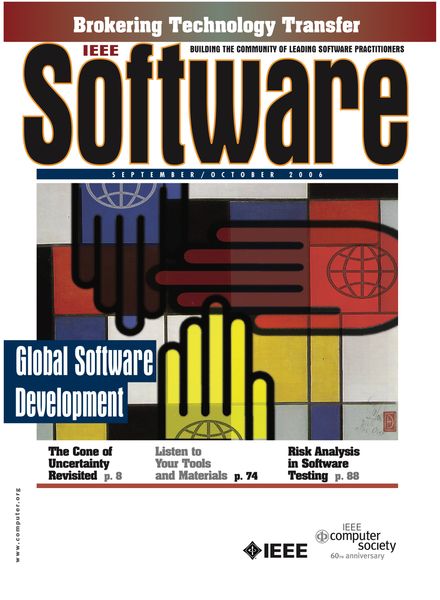 Brokering Technology Transfer
IEEE
BUILDING THE COMMUNITY OF LEADING SOFTWARE PRACTITIONERS
Software
SEPTEMBER/OCTOBER 2006
Global Software
Development
The Cone of
Uncertainty
Revisited p. 8
Listen to
Your Tools
and Materials p. 74
Risk Analysis
in Software
Testing p. 88
www.computer.org
IEEE
IEEE
computer
society
60TH anniversary